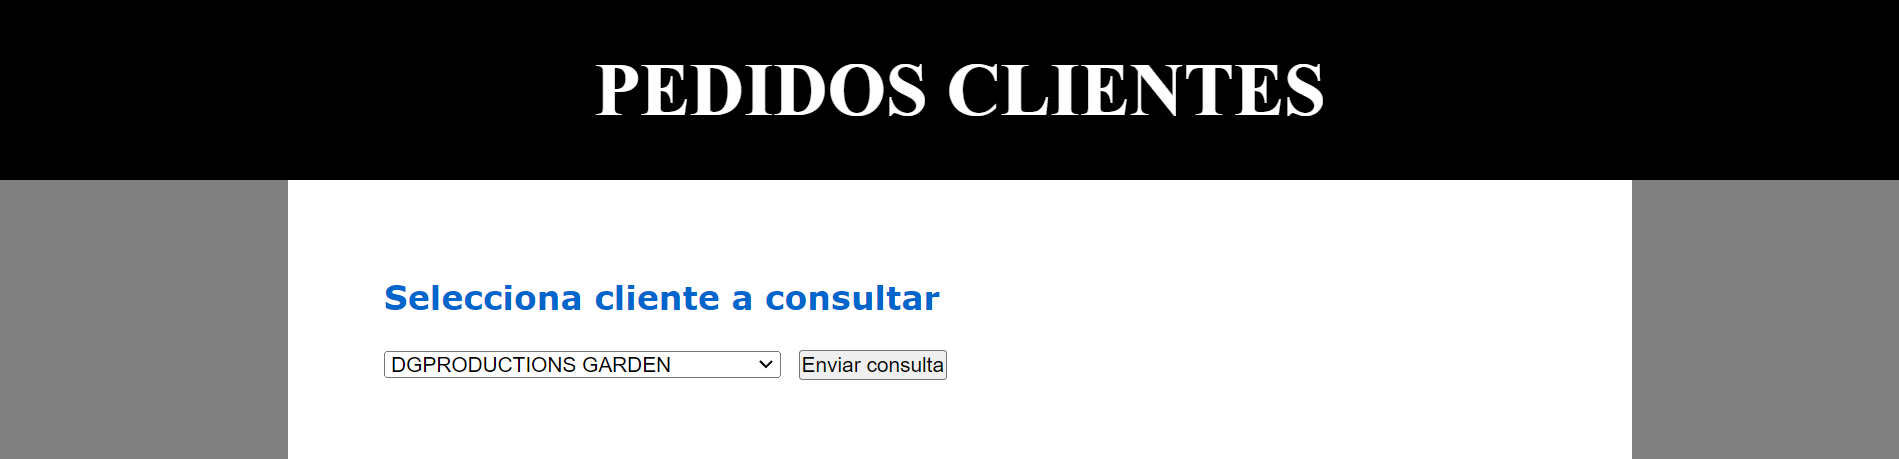 PEDIDOS CLIENTES
Selecciona cliente a consultar
DGPRODUCTIONS GARDEN
Enviar consulta